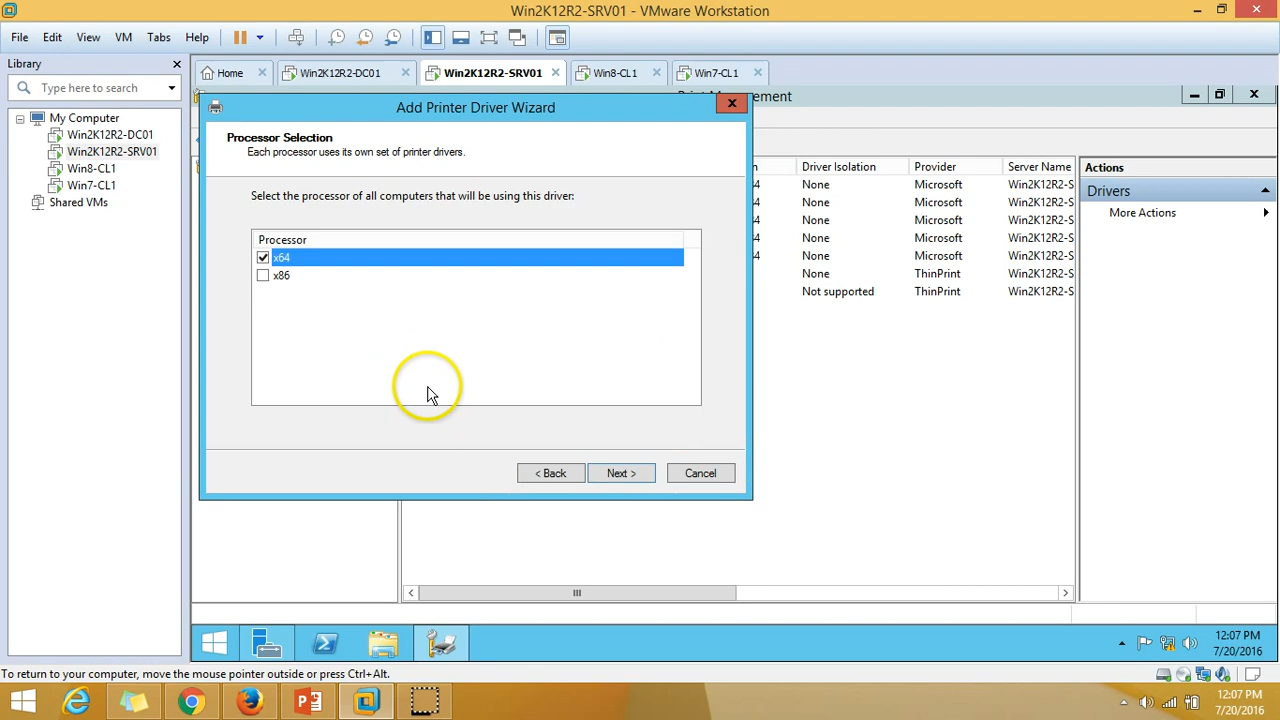 Win2K12R2-SRV01 - VMware Workstation
File Edit View VM Tabs Help
Library
Type here to search
My Computer
Win2K12R2-DC01
Win2K12R2-SRV01
Win8-CL1
Win7-CL1
Shared VMs
Home Win2K12R2-DC01 Win2K12R2-SRV01 Win8-CL1 Win7-CL1
Add Printer Driver Wizard
Processor Selection
Each processor uses its own set of printer drivers.
Select the processor of all computers that will be using this driver:
Processor
x64
x86
< Back Next > Cancel
Driver Isolation Provider Server Name
None Microsoft Win2K12R2-S
None Microsoft Win2K12R2-S
None Microsoft Win2K12R2-S
None Microsoft Win2K12R2-S
None Microsoft Win2K12R2-S
None ThinPrint Win2K12R2-S
Not supported ThinPrint Win2K12R2-S
Actions
Drivers
More Actions
12:07 PM
7/20/2016
To return to your computer, move the mouse pointer outside or press Ctrl+Alt.
12:07 PM
7/20/2016